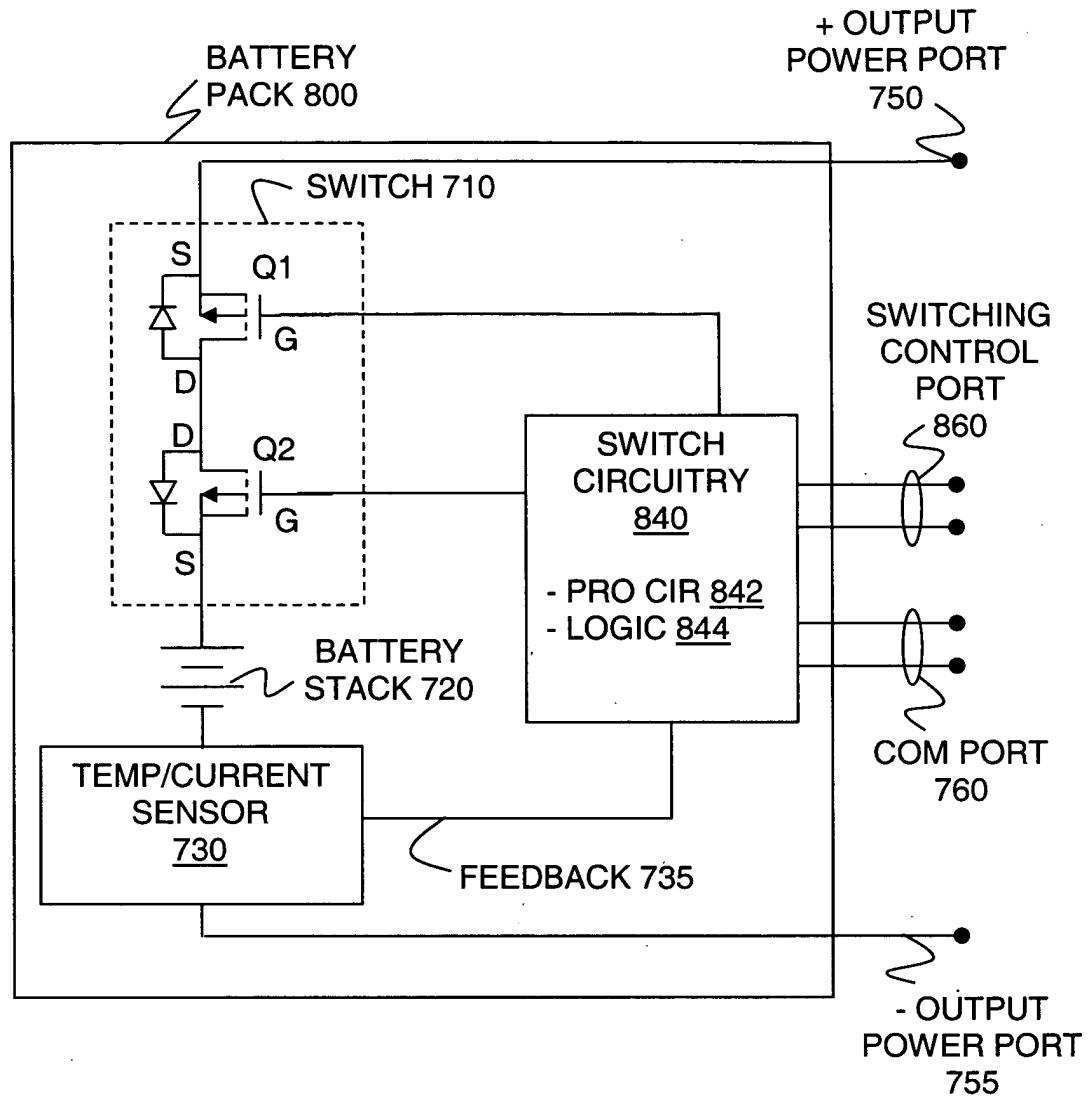 BATTERY
PACK 800
+ OUTPUT
POWER PORT
750
SWITCH 710
S
Q1
G
D
D
Q2
G
S
SWITCH
CIRCUITRY
840
- PRO CIR 842
- LOGIC 844
SWITCHING
CONTROL
PORT
860
BATTERY
STACK 720
COM PORT
760
TEMP/CURRENT
SENSOR
730
FEEDBACK 735
- OUTPUT
POWER PORT
755